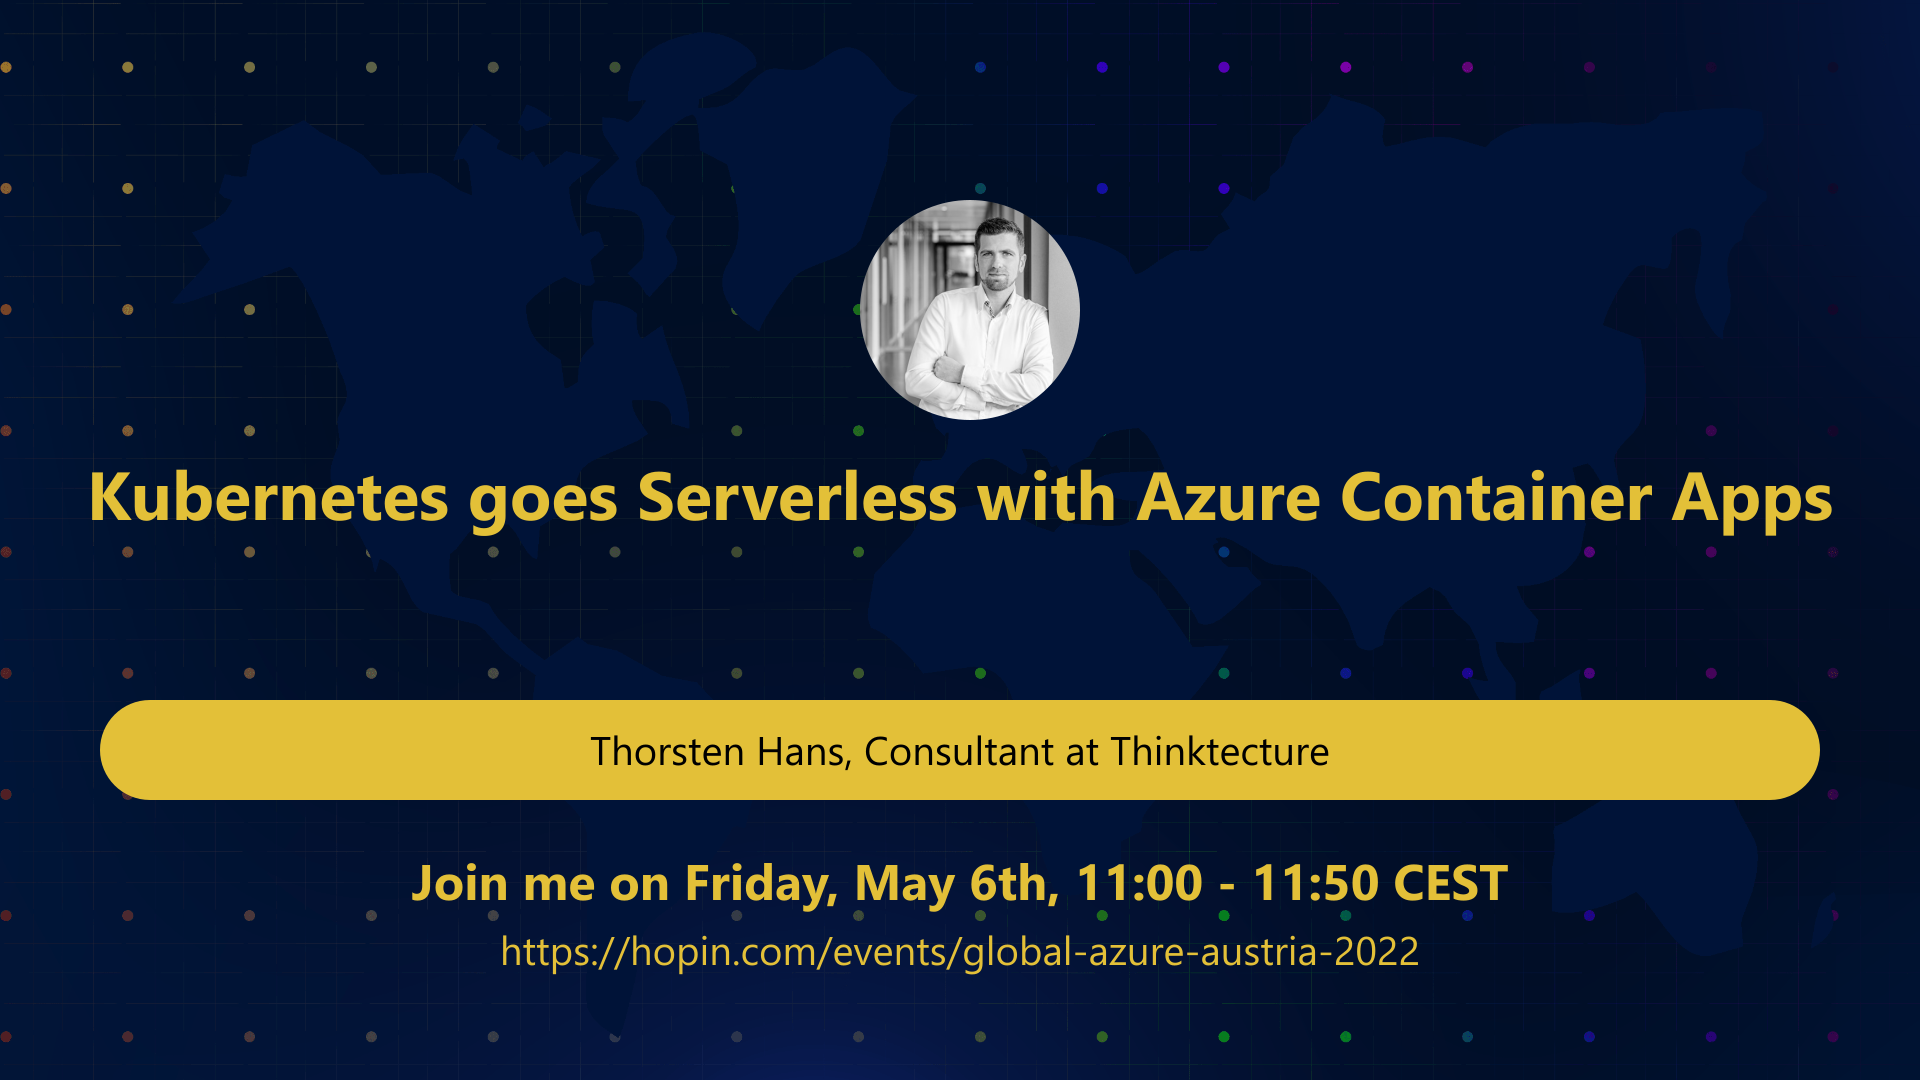 Kubernetes goes Serverless with Azure Container Apps
Thorsten Hans, Consultant at Thinktecture
Join me on Friday, May 6th, 11:00 - 11:50 CEST
https://hopin.com/events/global-azure-austria-2022